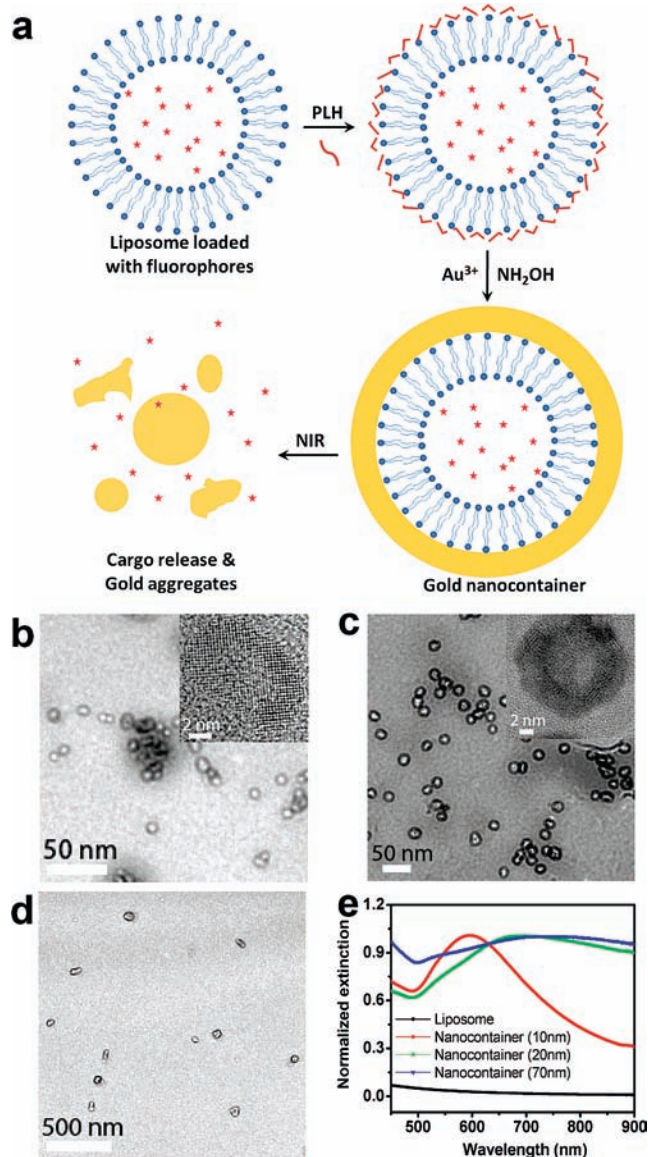 a
PLH
Liposome loaded
with fluorophores
Au³⁺ NH₂OH
NIR
Cargo release &
Gold aggregates
Gold nanocontainer
b
2 nm
50 nm
c
2 nm
50 nm
d
500 nm
e
Normalized extinction
1.2
0.9
0.6
0.3
0.0
Liposome
Nanocontainer (10nm)
Nanocontainer (20nm)
Nanocontainer (70nm)
500 600 700 800 900
Wavelength (nm)